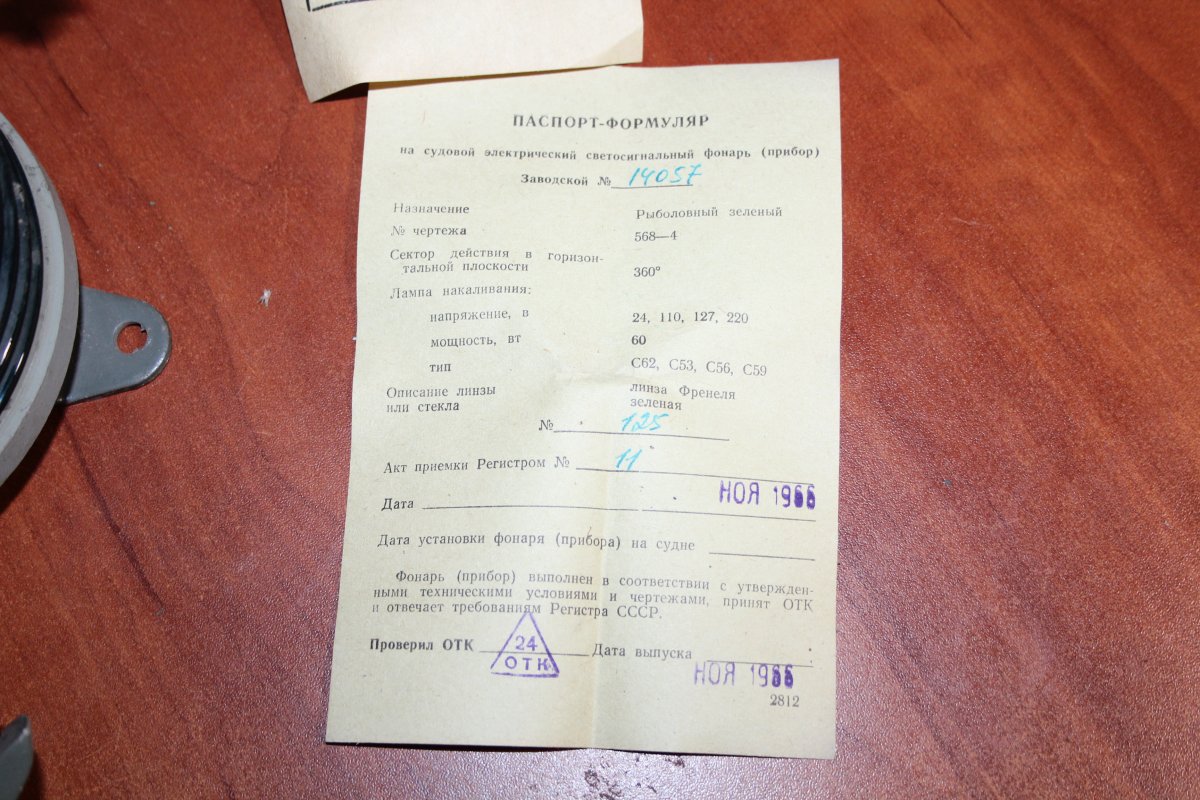 ПАСПОРТ-ФОРМУЛЯР
на судовой электрический светосигнальный фонарь (прибор)
Заводской № 14057
Назначение Рыболовный зеленый
№ чертежа 568—4
Сектор действия в горизон-
тальной плоскости 360°
Лампа накаливания:
напряжение, в 24, 110, 127, 220
мощность, вт 60
тип С62, С53, С56, С59
Описание линзы линза Френеля
или стекла зеленая
№ 125
Акт приемки Регистром № 11
Дата НОЯ
Дата установки фонаря (прибора) на судне
Фонарь (прибор) выполнен в соответствии с утвержден-
ными техническими условиями и чертежами, принят ОТК
и отвечает требованиям Регистра СССР.
Проверил ОТК 24 Дата выпуска
ОТК НОЯ
2812